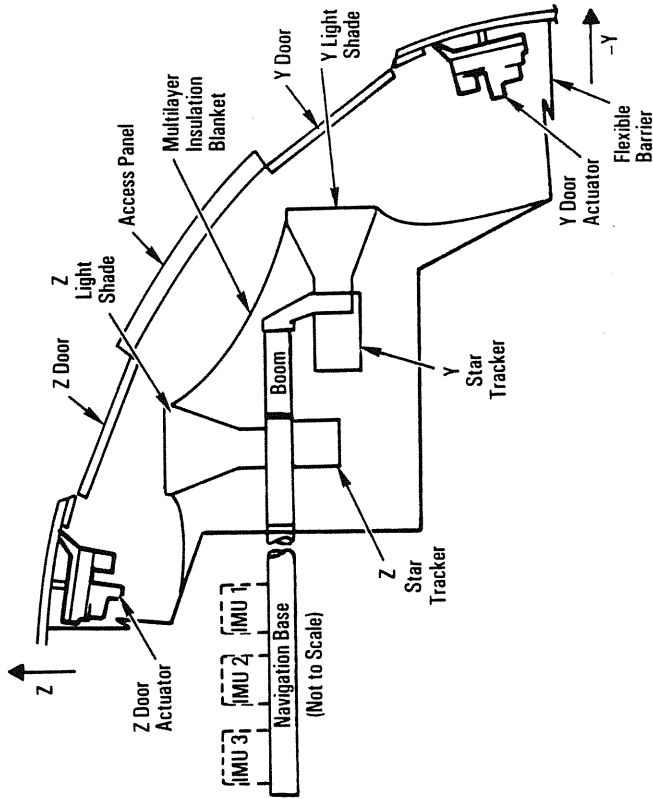 Z
Z Door
Actuator
Z Door
Z
Light
Shade
Access Panel
Multilayer
Insulation
Blanket
Y Door
Y Light
Shade
–Y
Flexible
Barrier
Y Door
Actuator
Y
Star
Tracker
Boom
Z
Star
Tracker
IMU 1
IMU 2
IMU 3
Navigation Base
(Not to Scale)